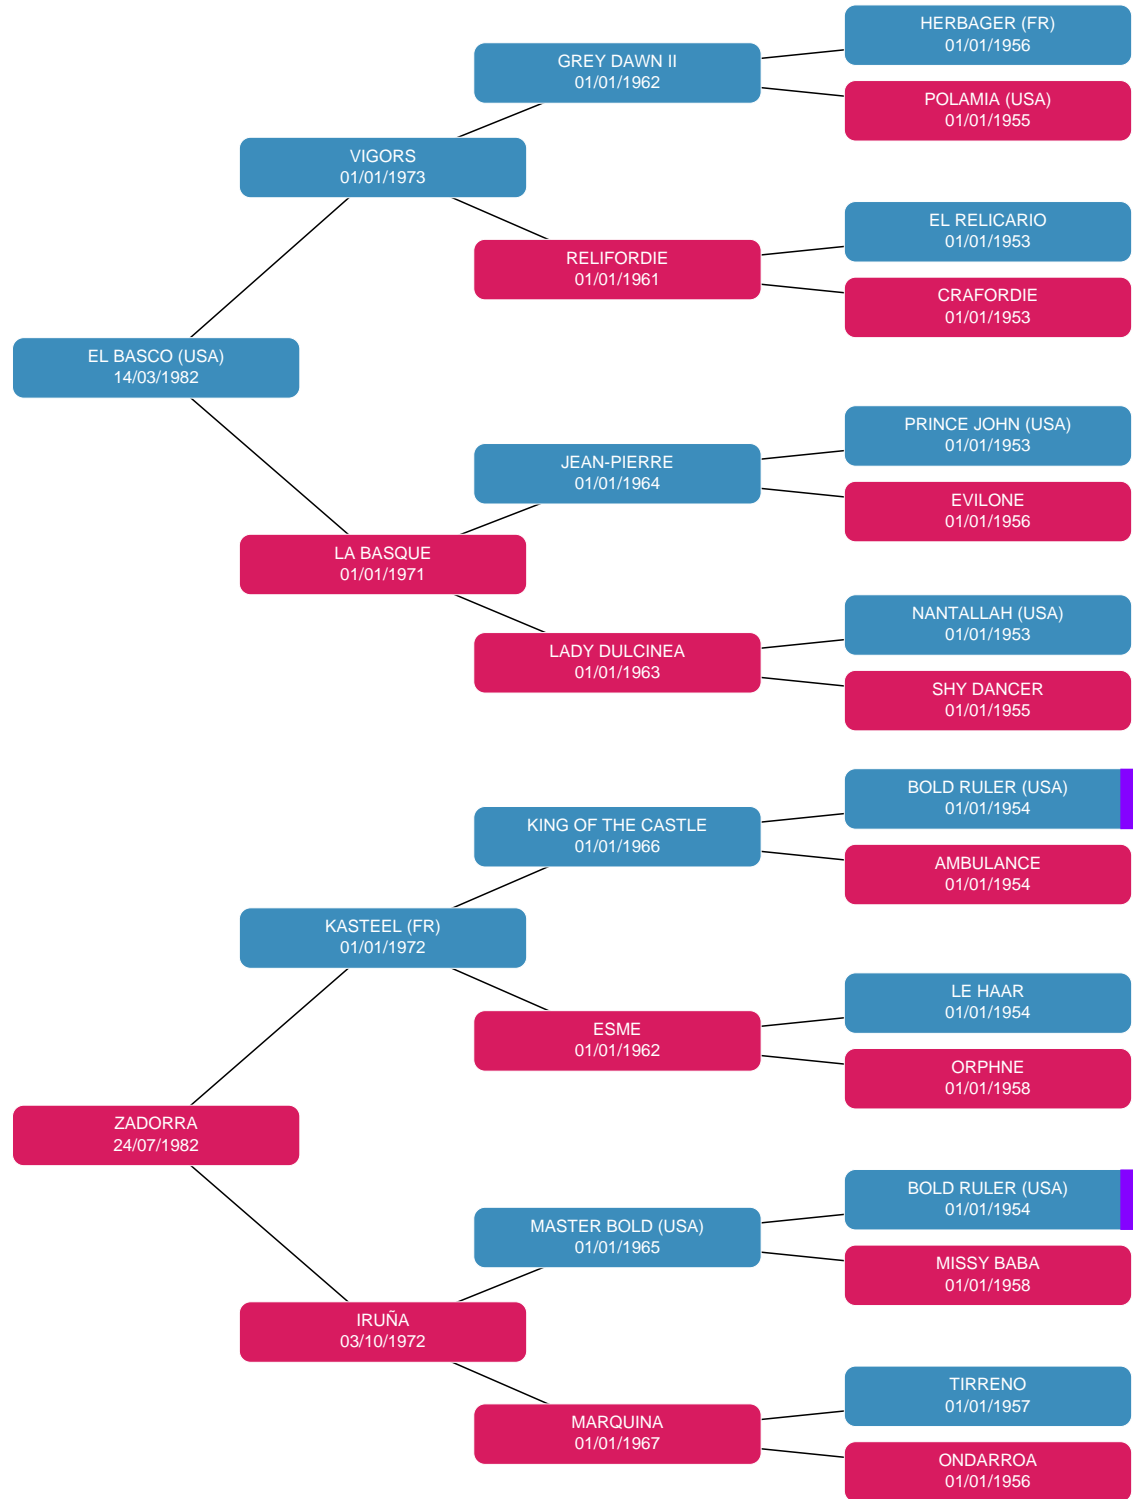 HERBAGER (FR)
01/01/1956
GREY DAWN II
01/01/1962
POLAMIA (USA)
01/01/1955
VIGORS
01/01/1973
EL RELICARIO
01/01/1953
RELIFORDIE
01/01/1961
CRAFORDIE
01/01/1953
EL BASCO (USA)
14/03/1982
PRINCE JOHN (USA)
01/01/1953
JEAN-PIERRE
01/01/1964
EVILONE
01/01/1956
LA BASQUE
01/01/1971
NANTALLAH (USA)
01/01/1953
LADY DULCINEA
01/01/1963
SHY DANCER
01/01/1955
BOLD RULER (USA)
01/01/1954
KING OF THE CASTLE
01/01/1966
AMBULANCE
01/01/1954
KASTEEL (FR)
01/01/1972
LE HAAR
01/01/1954
ESME
01/01/1962
ORPHNE
01/01/1958
ZADORRA
24/07/1982
BOLD RULER (USA)
01/01/1954
MASTER BOLD (USA)
01/01/1965
MISSY BABA
01/01/1958
IRUÑA
03/10/1972
TIRRENO
01/01/1957
MARQUINA
01/01/1967
ONDARROA
01/01/1956